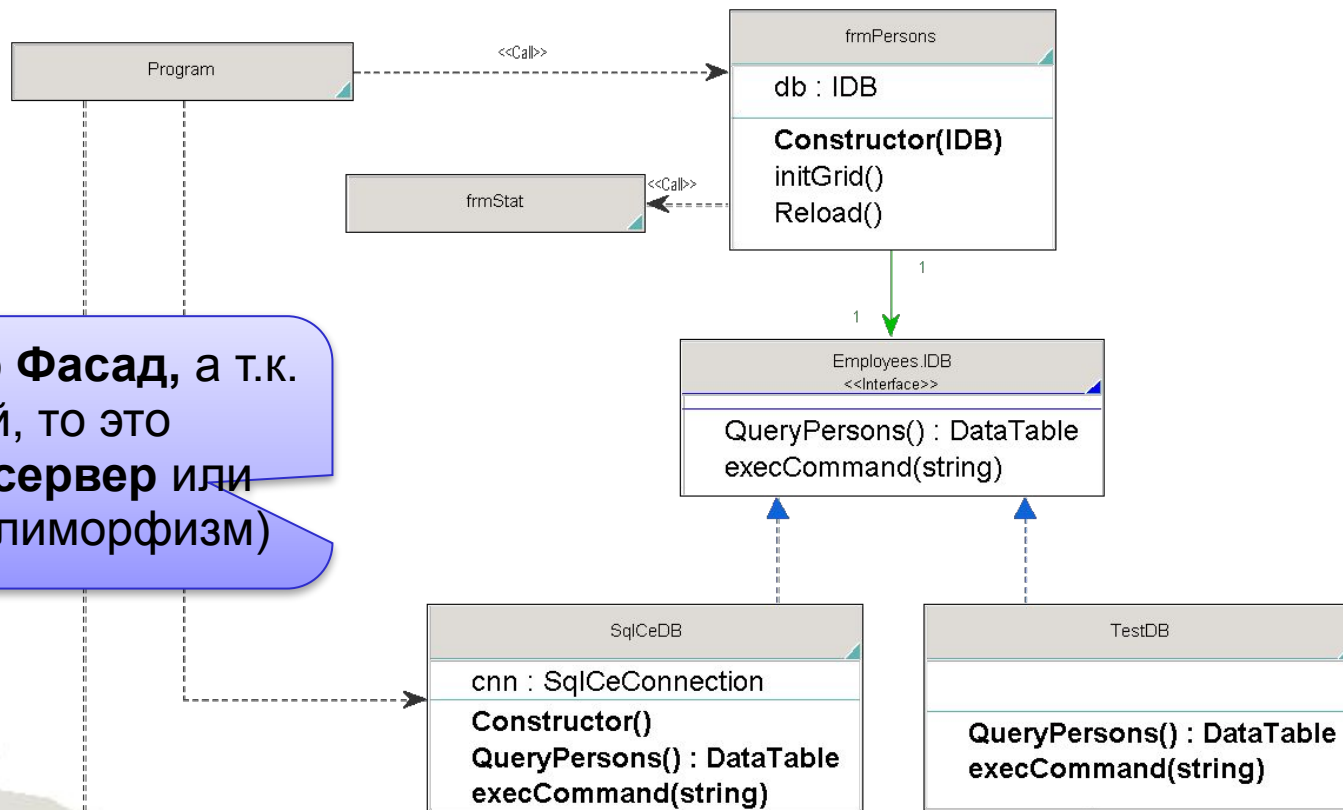 <<Call>>
Program
frmPersons
db : IDB
Constructor(IDB)
initGrid()
Reload()
<<Call>>
frmStat
1
1
Фасад, а т.к.
й, то это
сервер или
лиморфизм)
Employees.IDB
<<Interface>>
QueryPersons() : DataTable
execCommand(string)
SqlCeDB
cnn : SqlCeConnection
Constructor()
QueryPersons() : DataTable
execCommand(string)
TestDB
QueryPersons() : DataTable
execCommand(string)